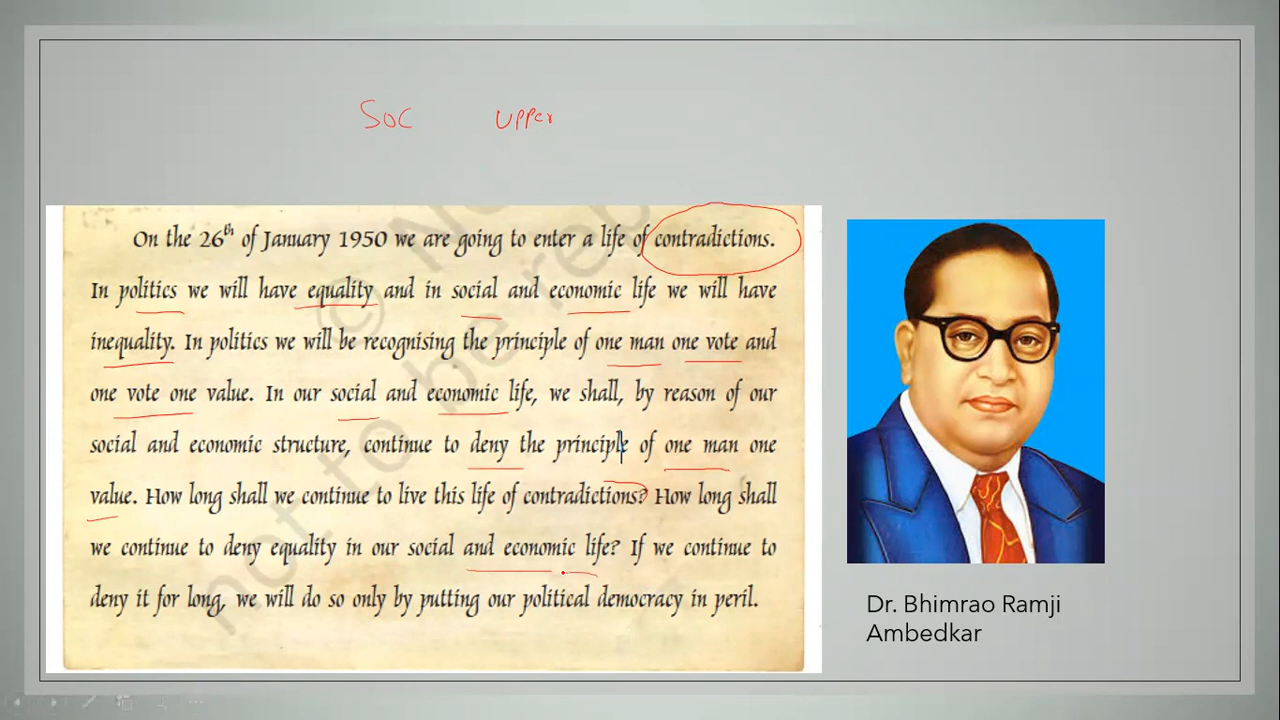 Soc Upper
On the 26th of January 1950 we are going to enter a life of contradictions.
In politics we will have equality and in social and economic life we will have
inequality. In politics we will be recognising the principle of one man one vote and
one vote one value. In our social and economic life, we shall, by reason of our
social and economic structure, continue to deny the principle of one man one
value. How long shall we continue to live this life of contradictions? How long shall
we continue to deny equality in our social and economic life? If we continue to
deny it for long, we will do so only by putting our political democracy in peril.
not to be rep
Dr. Bhimrao Ramji
Ambedkar